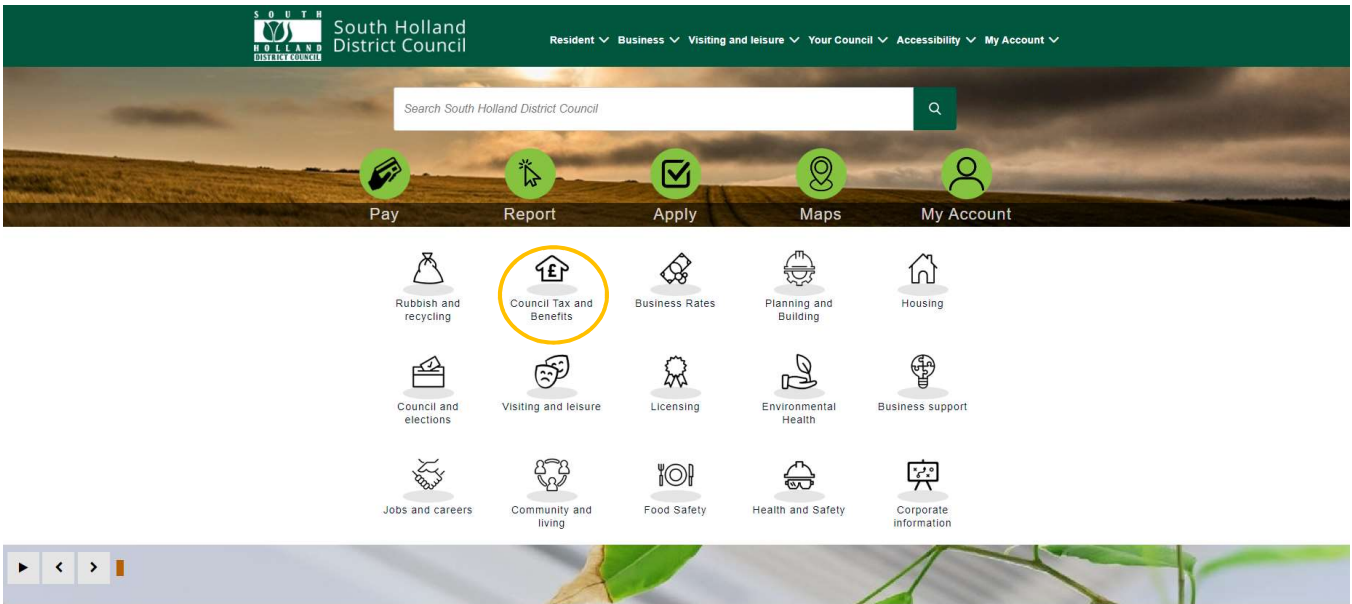 SOUTH
HOLLAND
DISTRICT COUNCIL
South Holland
District Council
Resident Business Visiting and leisure Your Council Accessibility My Account
Search South Holland District Council
Pay Report Apply Maps My Account
Rubbish and
recycling
Council Tax and
Benefits
Business Rates
Planning and
Building
Housing
Council and
elections
Visiting and leisure
Licensing
Environmental
Health
Business support
Jobs and careers
Community and
living
Food Safety
Health and Safety
Corporate
information